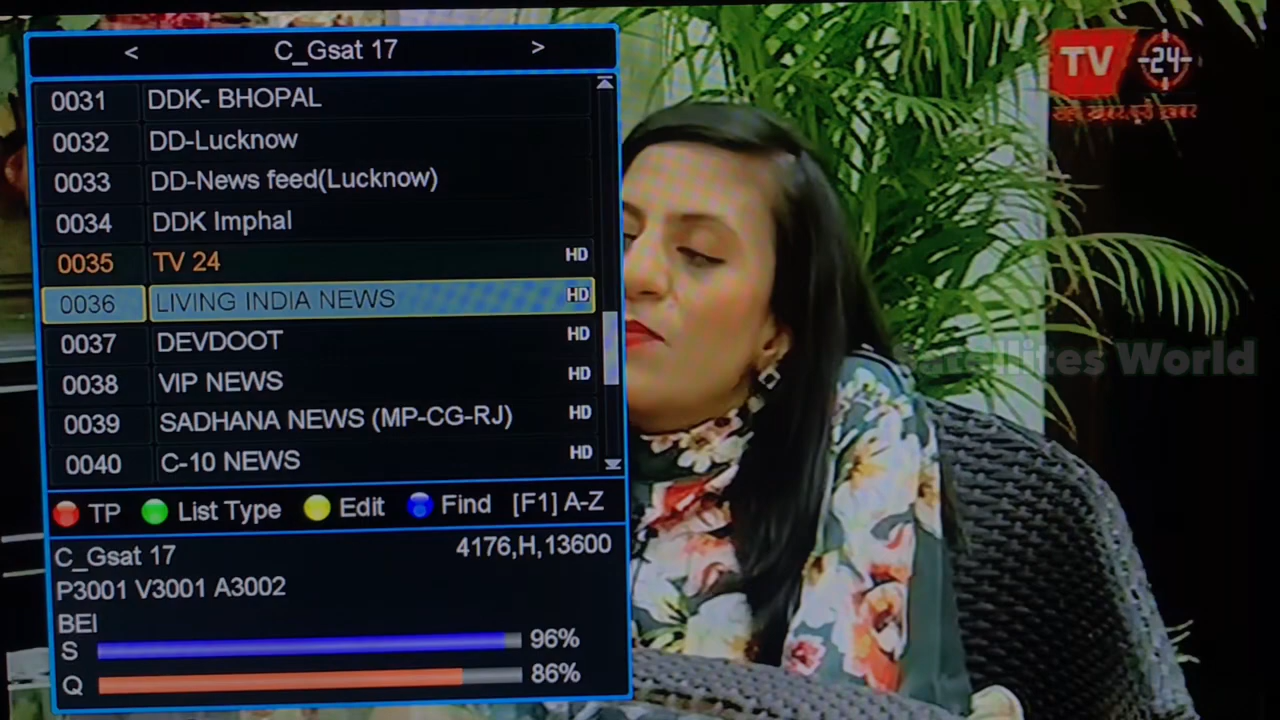 < C_Gsat 17 >
0031 DDK- BHOPAL
0032 DD-Lucknow
0033 DD-News feed(Lucknow)
0034 DDK Imphal
0035 TV 24 HD
0036 LIVING INDIA NEWS HD
0037 DEVDOOT HD
0038 VIP NEWS HD
0039 SADHANA NEWS (MP-CG-RJ) HD
0040 C-10 NEWS HD
TP List Type Edit Find [F1] A-Z
C_Gsat 17 4176,H,13600
P3001 V3001 A3002
BEI
S 96%
Q 86%
TV 24
सही ख़बर,पूरी ख़बर
Satellites World